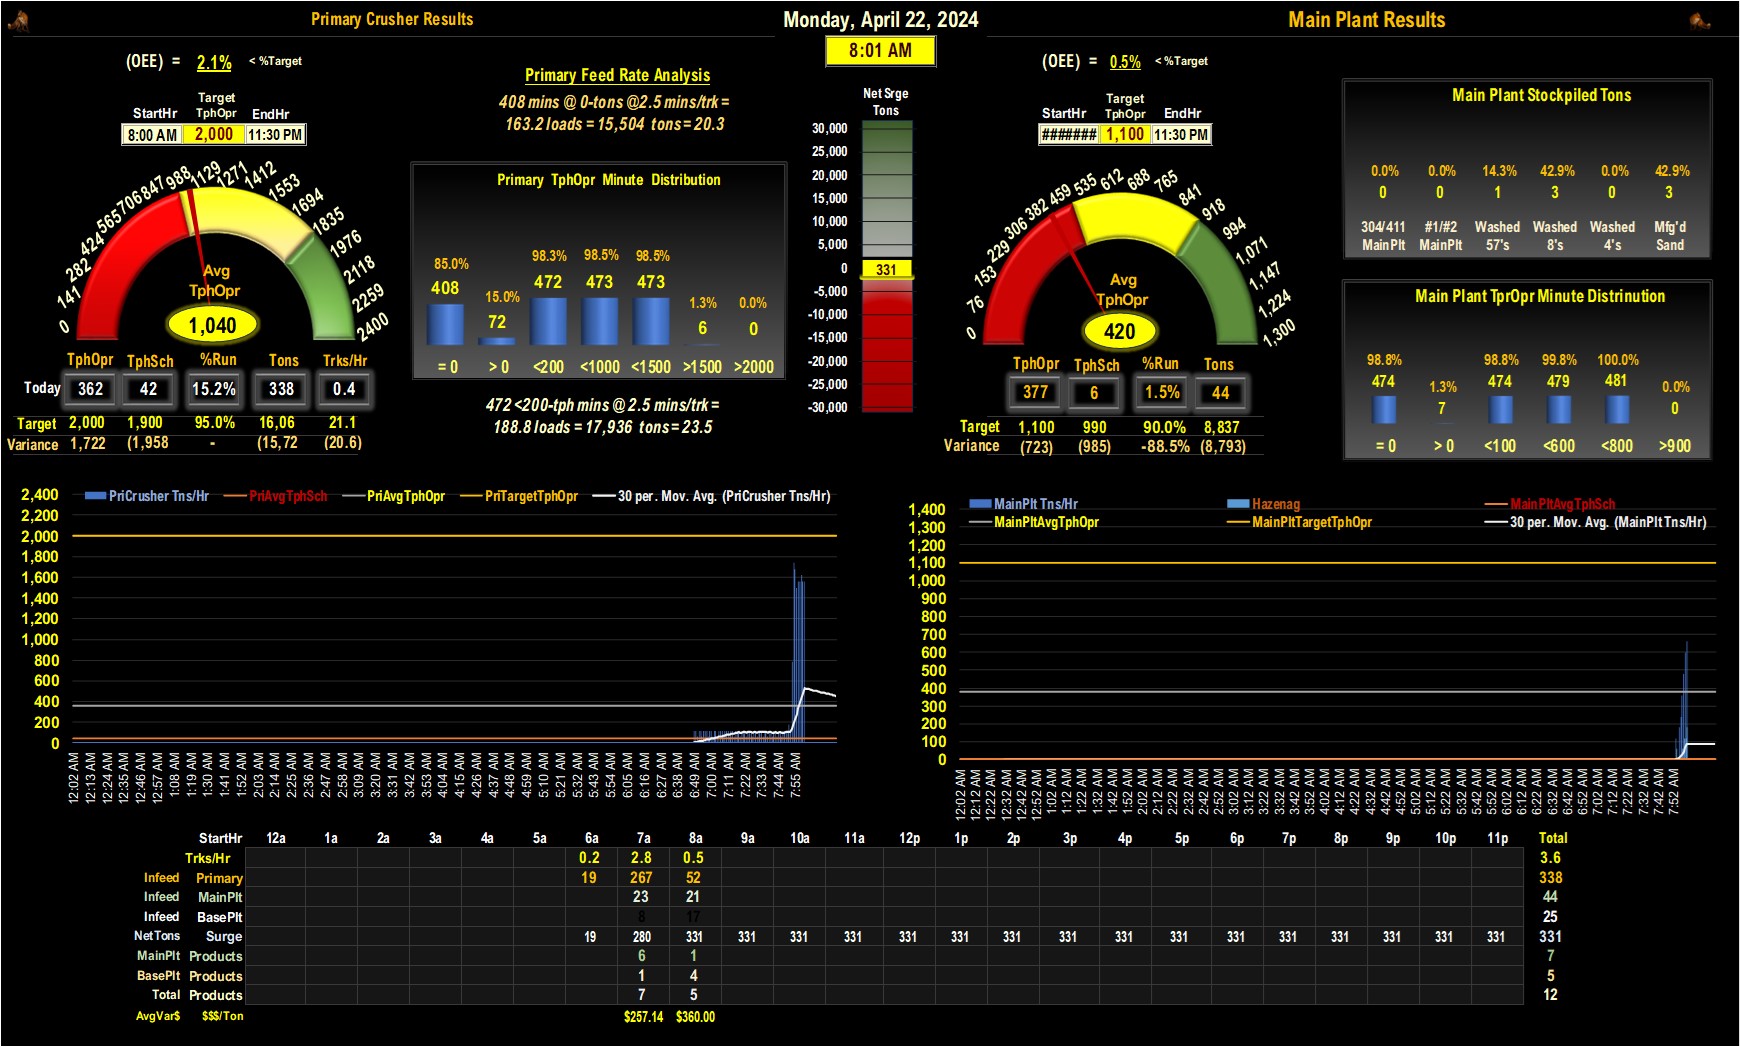 Primary Crusher Results
Monday, April 22, 2024
Main Plant Results
8:01 AM
(OEE) = 2.1% < %Target
StartHr Target TphOpr EndHr
8:00 AM 2,000 11:30 PM
0 141 282 424 565 706 847 988 1129 1271 1412 1553 1694 1835 1976 2118 2259 2400
Avg
TphOpr
1,040
TphOpr TphSch %Run Tons Trks/Hr
Today 362 42 15.2% 338 0.4
Target 2,000 1,900 95.0% 16,06 21.1
Variance 1,722 (1,958 - (15,72 (20.6)
Primary Feed Rate Analysis
408 mins @ 0-tons @2.5 mins/trk =
163.2 loads = 15,504 tons = 20.3
Primary TphOpr Minute Distribution
85.0% 15.0% 98.3% 98.5% 98.5% 1.3% 0.0%
408 72 472 473 473 6 0
= 0 > 0 <200 <1000 <1500 >1500 >2000
472 <200-tph mins @ 2.5 mins/trk =
188.8 loads = 17,936 tons = 23.5
Net Srge
Tons
30,000
25,000
20,000
15,000
10,000
5,000
0
331
-5,000
-10,000
-15,000
-20,000
-25,000
-30,000
(OEE) = 0.5% < %Target
StartHr Target TphOpr EndHr
####### 1,100 11:30 PM
0 76 153 229 306 382 459 535 612 688 765 841 918 994 1,071 1,147 1,224 1,300
Avg
TphOpr
420
TphOpr TphSch %Run Tons
377 6 1.5% 44
Target 1,100 990 90.0% 8,837
Variance (723) (985) -88.5% (8,793)
Main Plant Stockpiled Tons
0.0% 0.0% 14.3% 42.9% 0.0% 42.9%
0 0 1 3 0 3
304/411 #1/#2 Washed Washed Washed Mfg'd
MainPlt MainPlt 57's 8's 4's Sand
Main Plant TprOpr Minute Distrinution
98.8% 1.3% 98.8% 99.8% 100.0% 0.0%
474 7 474 479 481 0
= 0 > 0 <100 <600 <800 >900
PriCrusher Tns/Hr PriAvgTphSch PriAvgTphOpr PriTargetTphOpr 30 per. Mov. Avg. (PriCrusher Tns/Hr)
2,400
2,200
2,000
1,800
1,600
1,400
1,200
1,000
800
600
400
200
0
12:02 AM 12:13 AM 12:24 AM 12:35 AM 12:46 AM 12:57 AM 1:08 AM 1:19 AM 1:30 AM 1:41 AM 1:52 AM 2:03 AM 2:14 AM 2:25 AM 2:36 AM 2:47 AM 2:58 AM 3:09 AM 3:20 AM 3:31 AM 3:42 AM 3:53 AM 4:04 AM 4:15 AM 4:26 AM 4:37 AM 4:48 AM 4:59 AM 5:10 AM 5:21 AM 5:32 AM 5:43 AM 5:54 AM 6:05 AM 6:16 AM 6:27 AM 6:38 AM 6:49 AM 7:00 AM 7:11 AM 7:22 AM 7:33 AM 7:44 AM 7:55 AM
MainPlt Tns/Hr Hazenag MainPltAvgTphSch
MainPltAvgTphOpr MainPltTargetTphOpr 30 per. Mov. Avg. (MainPlt Tns/Hr)
1,400
1,300
1,200
1,100
1,000
900
800
700
600
500
400
300
200
100
0
12:02 AM 12:12 AM 12:22 AM 12:32 AM 12:42 AM 12:52 AM 1:02 AM 1:12 AM 1:22 AM 1:32 AM 1:42 AM 1:52 AM 2:02 AM 2:12 AM 2:22 AM 2:32 AM 2:42 AM 2:52 AM 3:02 AM 3:12 AM 3:22 AM 3:32 AM 3:42 AM 3:52 AM 4:02 AM 4:12 AM 4:22 AM 4:32 AM 4:42 AM 4:52 AM 5:02 AM 5:12 AM 5:22 AM 5:32 AM 5:42 AM 5:52 AM 6:02 AM 6:12 AM 6:22 AM 6:32 AM 6:42 AM 6:52 AM 7:02 AM 7:12 AM 7:22 AM 7:32 AM 7:42 AM 7:52 AM
StartHr 12a 1a 2a 3a 4a 5a 6a 7a 8a 9a 10a 11a 12p 1p 2p 3p 4p 5p 6p 7p 8p 9p 10p 11p Total
Trks/Hr 0.2 2.8 0.5 3.6
Infeed Primary 19 267 52 338
Infeed MainPlt 23 21 44
Infeed BasePlt 8 17 25
NetTons Surge 19 280 331 331 331 331 331 331 331 331 331 331 331 331 331 331 331 331 331
MainPlt Products 6 1 7
BasePlt Products 1 4 5
Total Products 7 5 12
AvgVar$ $$$/Ton $257.14 $360.00